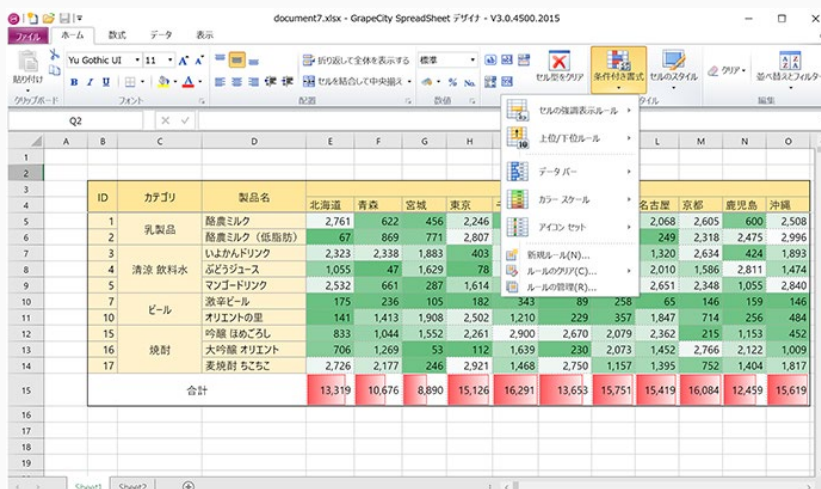 document7.xlsx - GrapeCity SpreadSheet デザイナ - V3.0.4500.2015
ファイル ホーム 数式 データ 表示
貼り付け Yu Gothic UI 11 折り返して全体を表示する 標準 セル型をクリア 条件付き書式 セルのスタイル クリア 並べ替えとフィルター
B I U セルを結合して中央揃え % No.
クリップボード フォント 配置 数値 タイル 編集
Q2
セルの強調表示ルール
上位/下位ルール
データ バー
カラー スケール
アイコン セット
新規ルール(N)...
ルールのクリア(C)...
ルールの管理(R)...
A B C D E F G H L M N O
1
2
3
4 ID カテゴリ 製品名 北海道 青森 宮城 東京 名古屋 京都 鹿児島 沖縄
5 1 乳製品 酪農ミルク 2,761 622 456 2,246 2,068 2,605 600 2,508
6 2 酪農ミルク（低脂肪） 67 869 771 2,807 249 2,318 2,475 2,996
7 3 清涼 飲料水 いよかんドリンク 2,323 2,338 1,883 403 1,320 2,634 424 1,893
8 4 ぶどうジュース 1,055 47 1,629 78 2,010 1,586 2,811 1,474
9 5 マンゴードリンク 2,532 661 287 1,614 2,651 2,348 1,055 2,840
10 7 ビール 激辛ビール 175 236 105 182 343 89 258 65 146 159 146
11 10 オリエントの里 141 1,413 1,908 2,502 1,210 229 357 1,847 714 256 484
12 15 焼酎 吟醸 ほめごろし 833 1,044 1,552 2,261 2,900 2,670 2,079 2,362 215 1,153 452
13 16 大吟醸 オリエント 706 1,269 53 112 1,639 230 2,073 1,452 2,766 2,122 1,009
14 17 麦焼酎 ちこちこ 2,726 2,177 246 2,921 1,468 2,750 1,157 1,395 752 1,404 1,817
15 合計 13,319 10,676 8,890 15,126 16,291 13,653 15,751 15,419 16,084 12,459 15,619
16
17
18
19
Sheet1 Sheet2